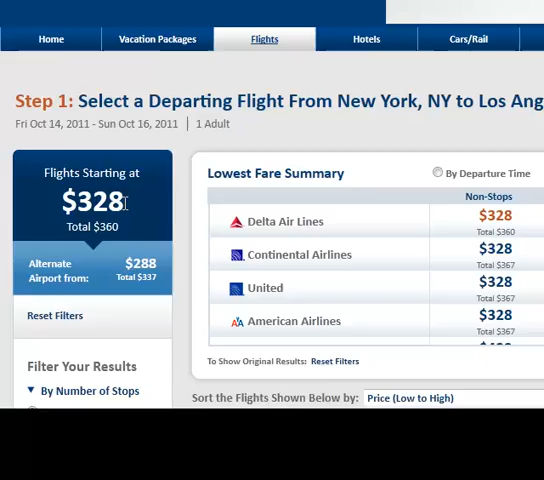 Home Vacation Packages Flights Hotels Cars/Rail
Step 1: Select a Departing Flight From New York, NY to Los Ang
Fri Oct 14, 2011 - Sun Oct 16, 2011 | 1 Adult
Flights Starting at
$328
Total $360
Alternate
Airport from:
$288
Total $337
Reset Filters
Filter Your Results
By Number of Stops
Lowest Fare Summary
By Departure Time
Non-Stops
Delta Air Lines
$328
Total $360
Continental Airlines
$328
Total $367
United
$328
Total $367
American Airlines
$328
Total $367
To Show Original Results: Reset Filters
Sort the Flights Shown Below by: Price (Low to High)